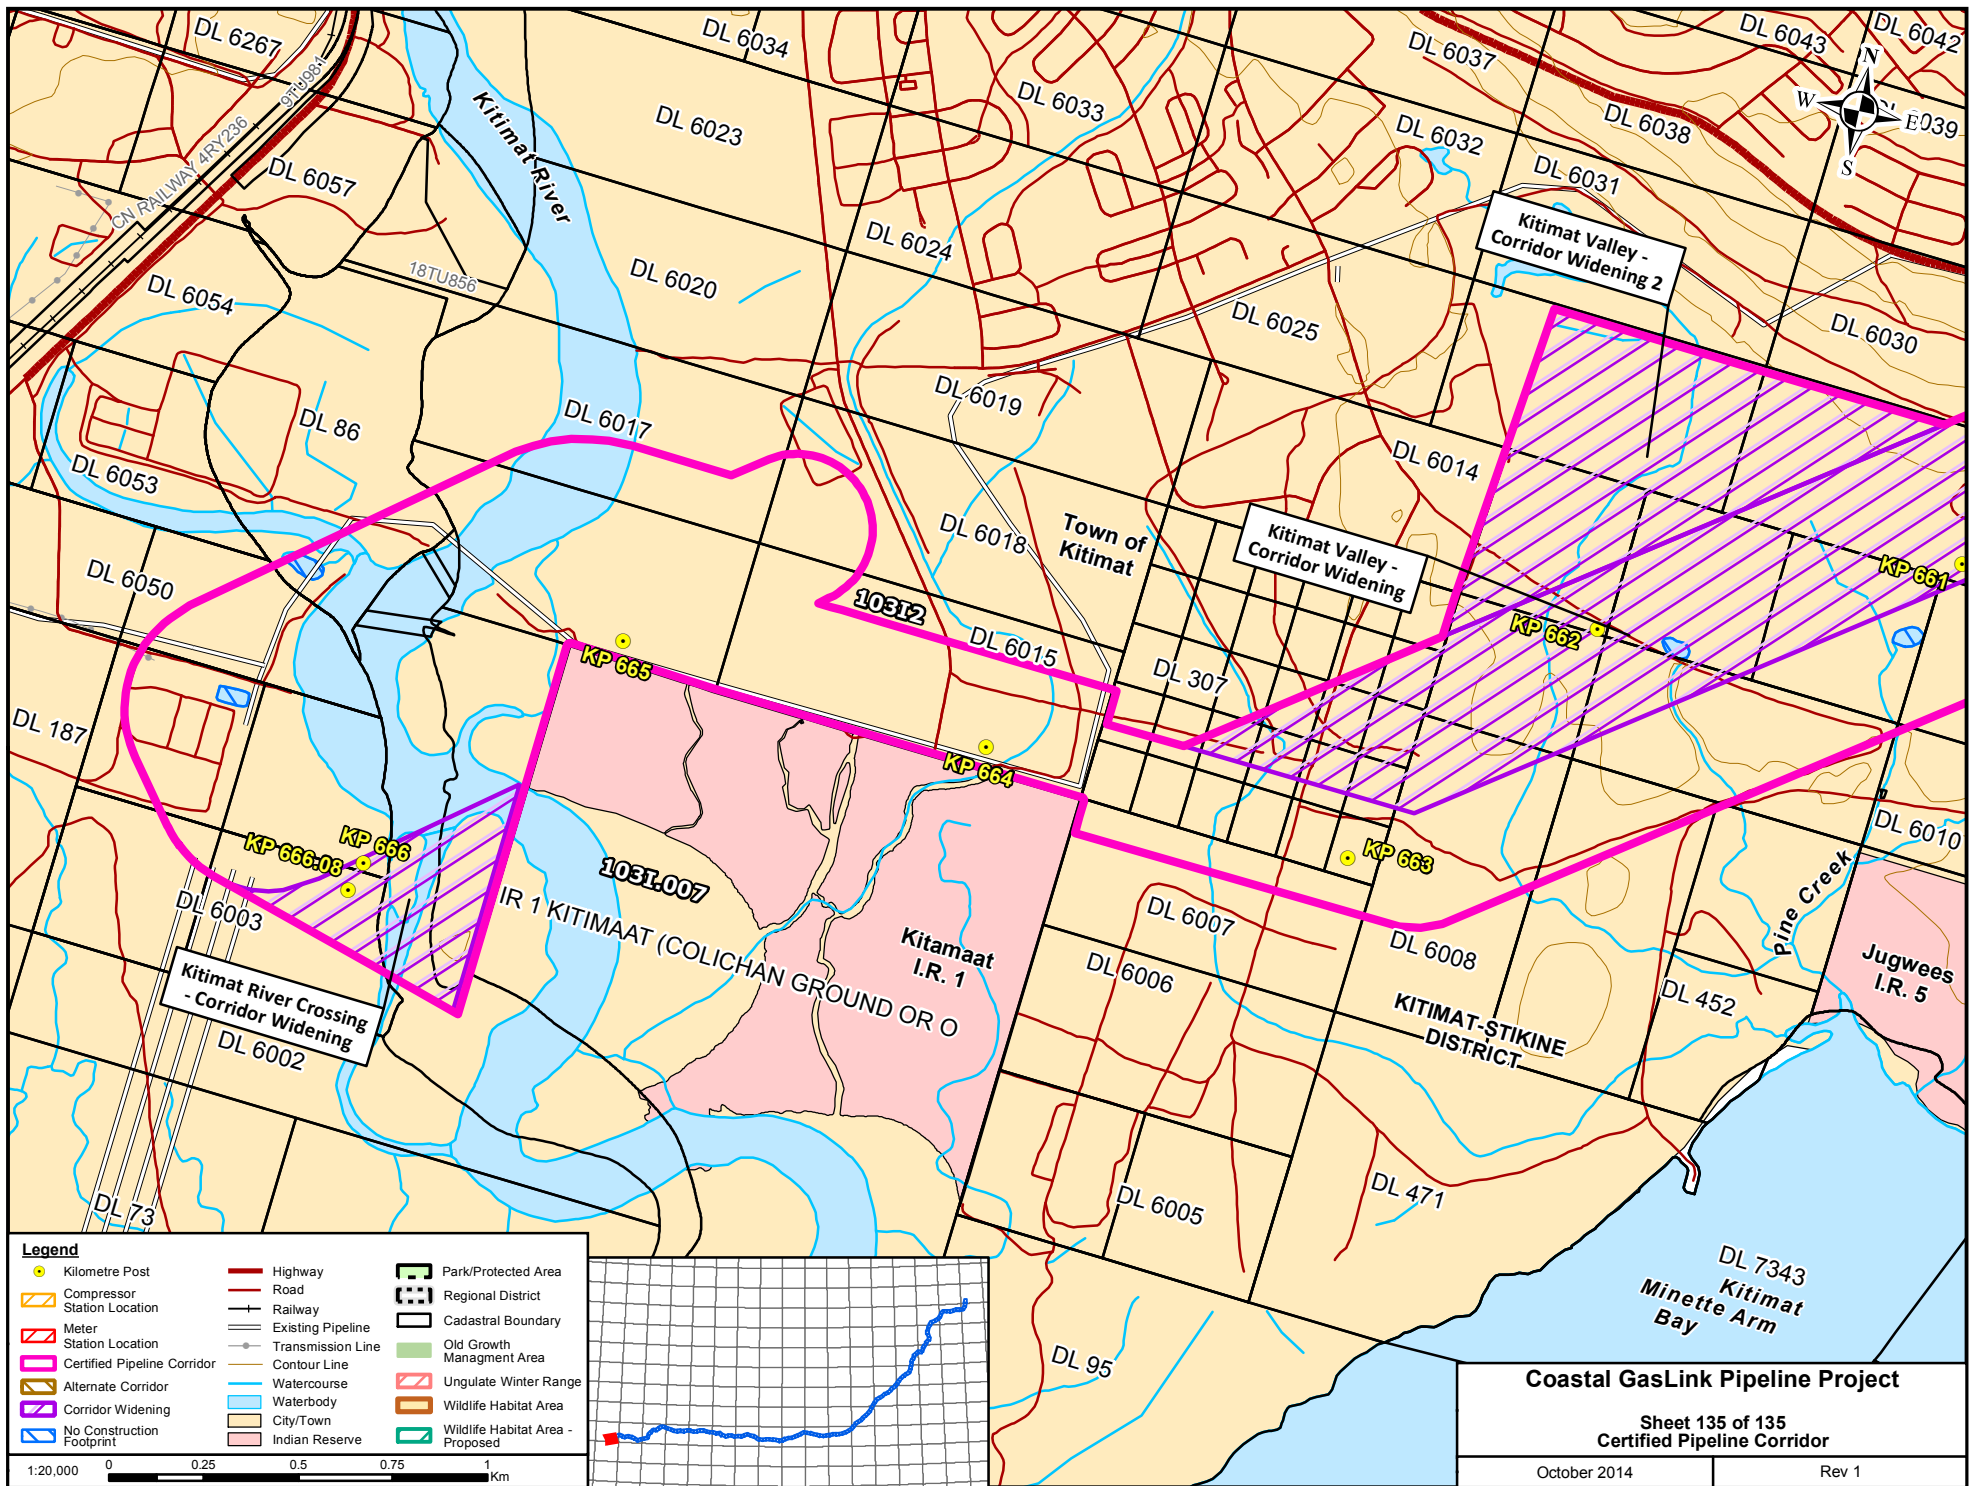 DL 6267
9TU981
CN RAILWAY 4RY236
DL 6057
Kitimat River
DL 6034
DL 6023
DL 6033
DL 6037
DL 6043
DL 6042
DL 6038
DL 6032
DL 6031
N
W
E
S
DL 6024
18TU856
DL 6020
DL 6054
DL 6025
DL 6030
Kitimat Valley -
Corridor Widening 2
DL 6019
DL 6017
DL 86
DL 6053
DL 6014
DL 6018
Town of
Kitimat
Kitimat Valley -
Corridor Widening
DL 6050
103I2
DL 6015
DL 307
KP 661
KP 662
KP 665
KP 664
KP 663
DL 187
DL 6010
KP 666
KP 666.08
103I.007
IR 1 KITIMAAT (COLICHAN GROUND OR O
Kitamaat
I.R. 1
DL 6003
DL 6007
DL 6006
DL 6008
Pine Creek
Jugwees
I.R. 5
DL 452
KITIMAT-STIKINE
DISTRICT
Kitimat River Crossing
- Corridor Widening
DL 6002
DL 73
DL 6005
DL 471
DL 95
DL 7343
Kitimat
Arm
Minette
Bay
Legend
Kilometre Post
Compressor
Station Location
Meter
Station Location
Certified Pipeline Corridor
Alternate Corridor
Corridor Widening
No Construction
Footprint
Highway
Road
Railway
Existing Pipeline
Transmission Line
Contour Line
Watercourse
Waterbody
City/Town
Indian Reserve
Park/Protected Area
Regional District
Cadastral Boundary
Old Growth
Managment Area
Ungulate Winter Range
Wildlife Habitat Area
Wildlife Habitat Area -
Proposed
1:20,000
0 0.25 0.5 0.75 1
Km
Coastal GasLink Pipeline Project
Sheet 135 of 135
Certified Pipeline Corridor
October 2014
Rev 1